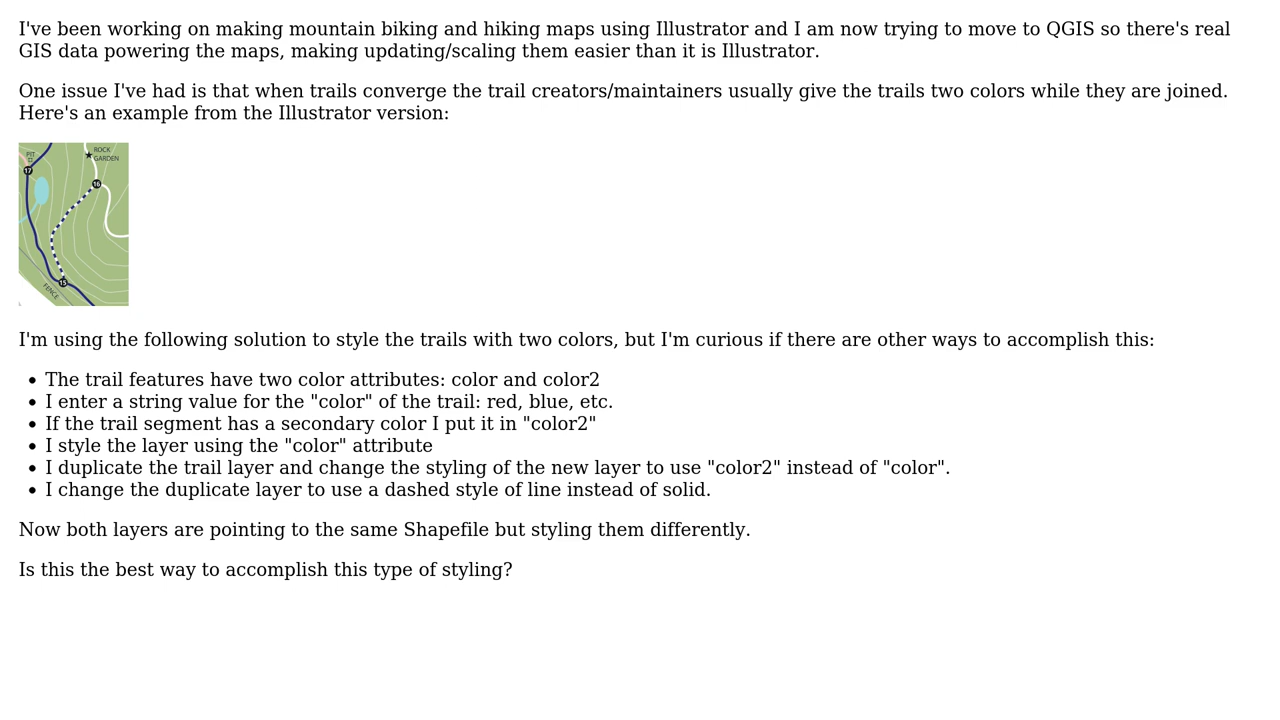 I've been working on making mountain biking and hiking maps using Illustrator and I am now trying to move to QGIS so there's real
GIS data powering the maps, making updating/scaling them easier than it is Illustrator.
One issue I've had is that when trails converge the trail creators/maintainers usually give the trails two colors while they are joined.
Here's an example from the Illustrator version:
PIT
ROCK
GARDEN
17
16
15
FENCE
I'm using the following solution to style the trails with two colors, but I'm curious if there are other ways to accomplish this:
• The trail features have two color attributes: color and color2
• I enter a string value for the "color" of the trail: red, blue, etc.
• If the trail segment has a secondary color I put it in "color2"
• I style the layer using the "color" attribute
• I duplicate the trail layer and change the styling of the new layer to use "color2" instead of "color".
• I change the duplicate layer to use a dashed style of line instead of solid.
Now both layers are pointing to the same Shapefile but styling them differently.
Is this the best way to accomplish this type of styling?